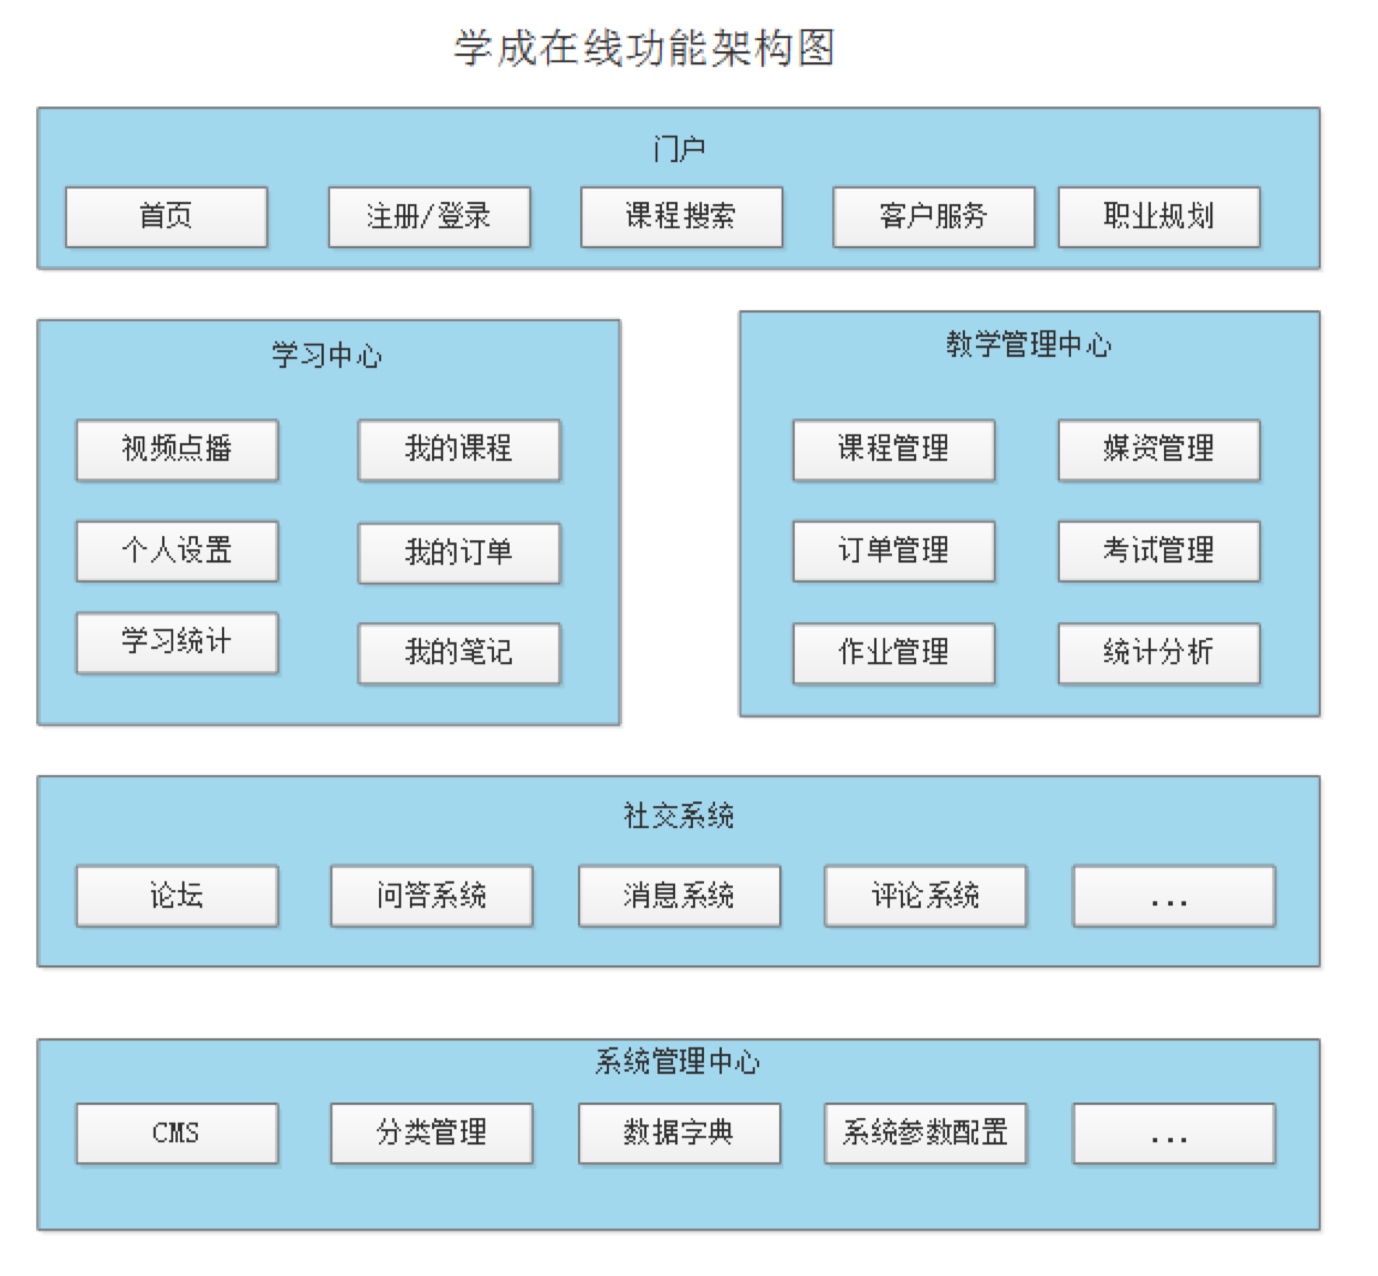 学成在线功能架构图
门户
首页
注册/登录
课程搜索
客户服务
职业规划
学习中心
视频点播
我的课程
个人设置
我的订单
学习统计
我的笔记
教学管理中心
课程管理
媒资管理
订单管理
考试管理
作业管理
统计分析
社交系统
论坛
问答系统
消息系统
评论系统
...
系统管理中心
CMS
分类管理
数据字典
系统参数配置
...